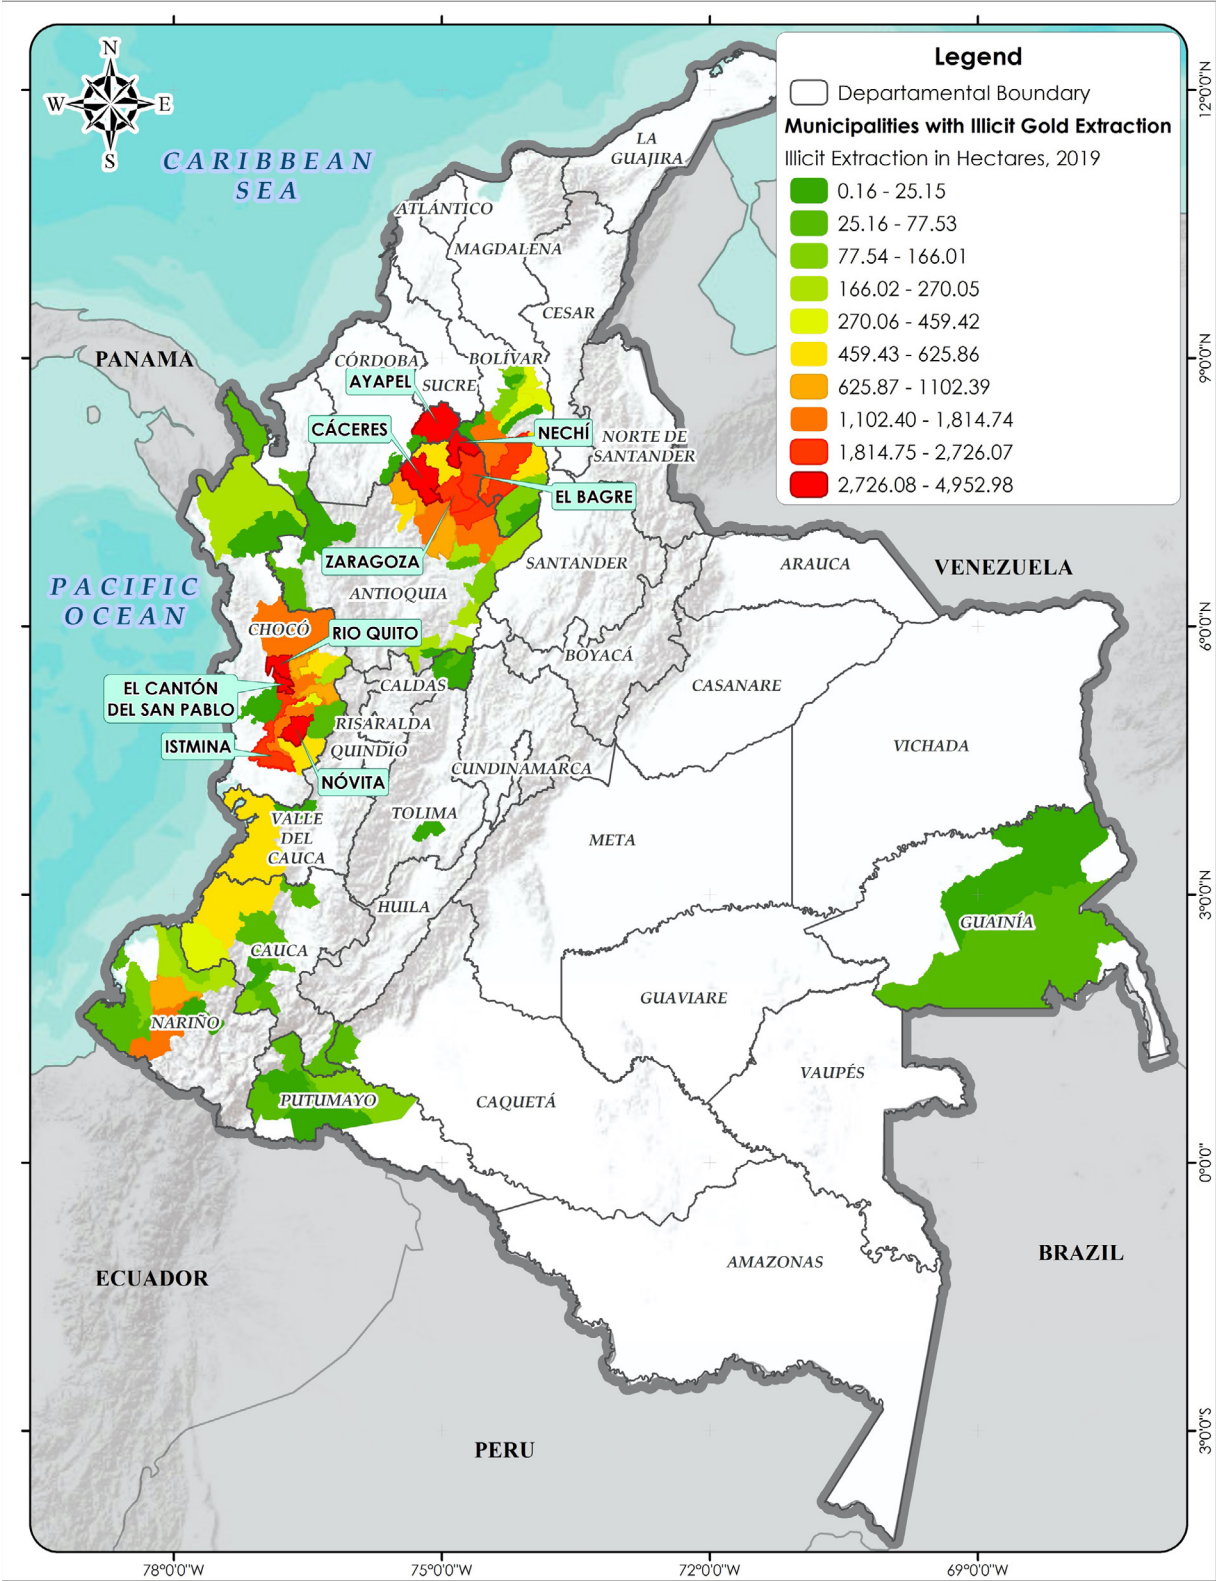 N
W
E
S
CARIBBEAN
SEA
Legend
Departamental Boundary
Municipalities with Illicit Gold Extraction
Illicit Extraction in Hectares, 2019
0.16 - 25.15
25.16 - 77.53
77.54 - 166.01
166.02 - 270.05
270.06 - 459.42
459.43 - 625.86
625.87 - 1102.39
1,102.40 - 1,814.74
1,814.75 - 2,726.07
2,726.08 - 4,952.98
12°0'0"N
9°0'0"N
6°0'0"N
3°0'0"N
0°0'0"
3°0'0"S
LA
GUAJIRA
ATLÁNTICO
MAGDALENA
CESAR
PANAMA
CÓRDOBA
BOLÍVAR
AYAPEL
SUCRE
CÁCERES
NECHÍ
NORTE DE
SANTANDER
EL BAGRE
ZARAGOZA
SANTANDER
ARAUCA
VENEZUELA
PACIFIC
OCEAN
ANTIOQUIA
CHOCÓ
RIO QUITO
BOYACÁ
EL CANTÓN
DEL SAN PABLO
CALDAS
CASANARE
RISARALDA
ISTMINA
QUINDÍO
VICHADA
CUNDINAMARCA
NÓVITA
TOLIMA
VALLE
DEL
CAUCA
META
HUILA
GUAINÍA
CAUCA
GUAVIARE
NARIÑO
VAUPÉS
PUTUMAYO
CAQUETÁ
BRAZIL
AMAZONAS
ECUADOR
PERU
78°0'0"W
75°0'0"W
72°0'0"W
69°0'0"W